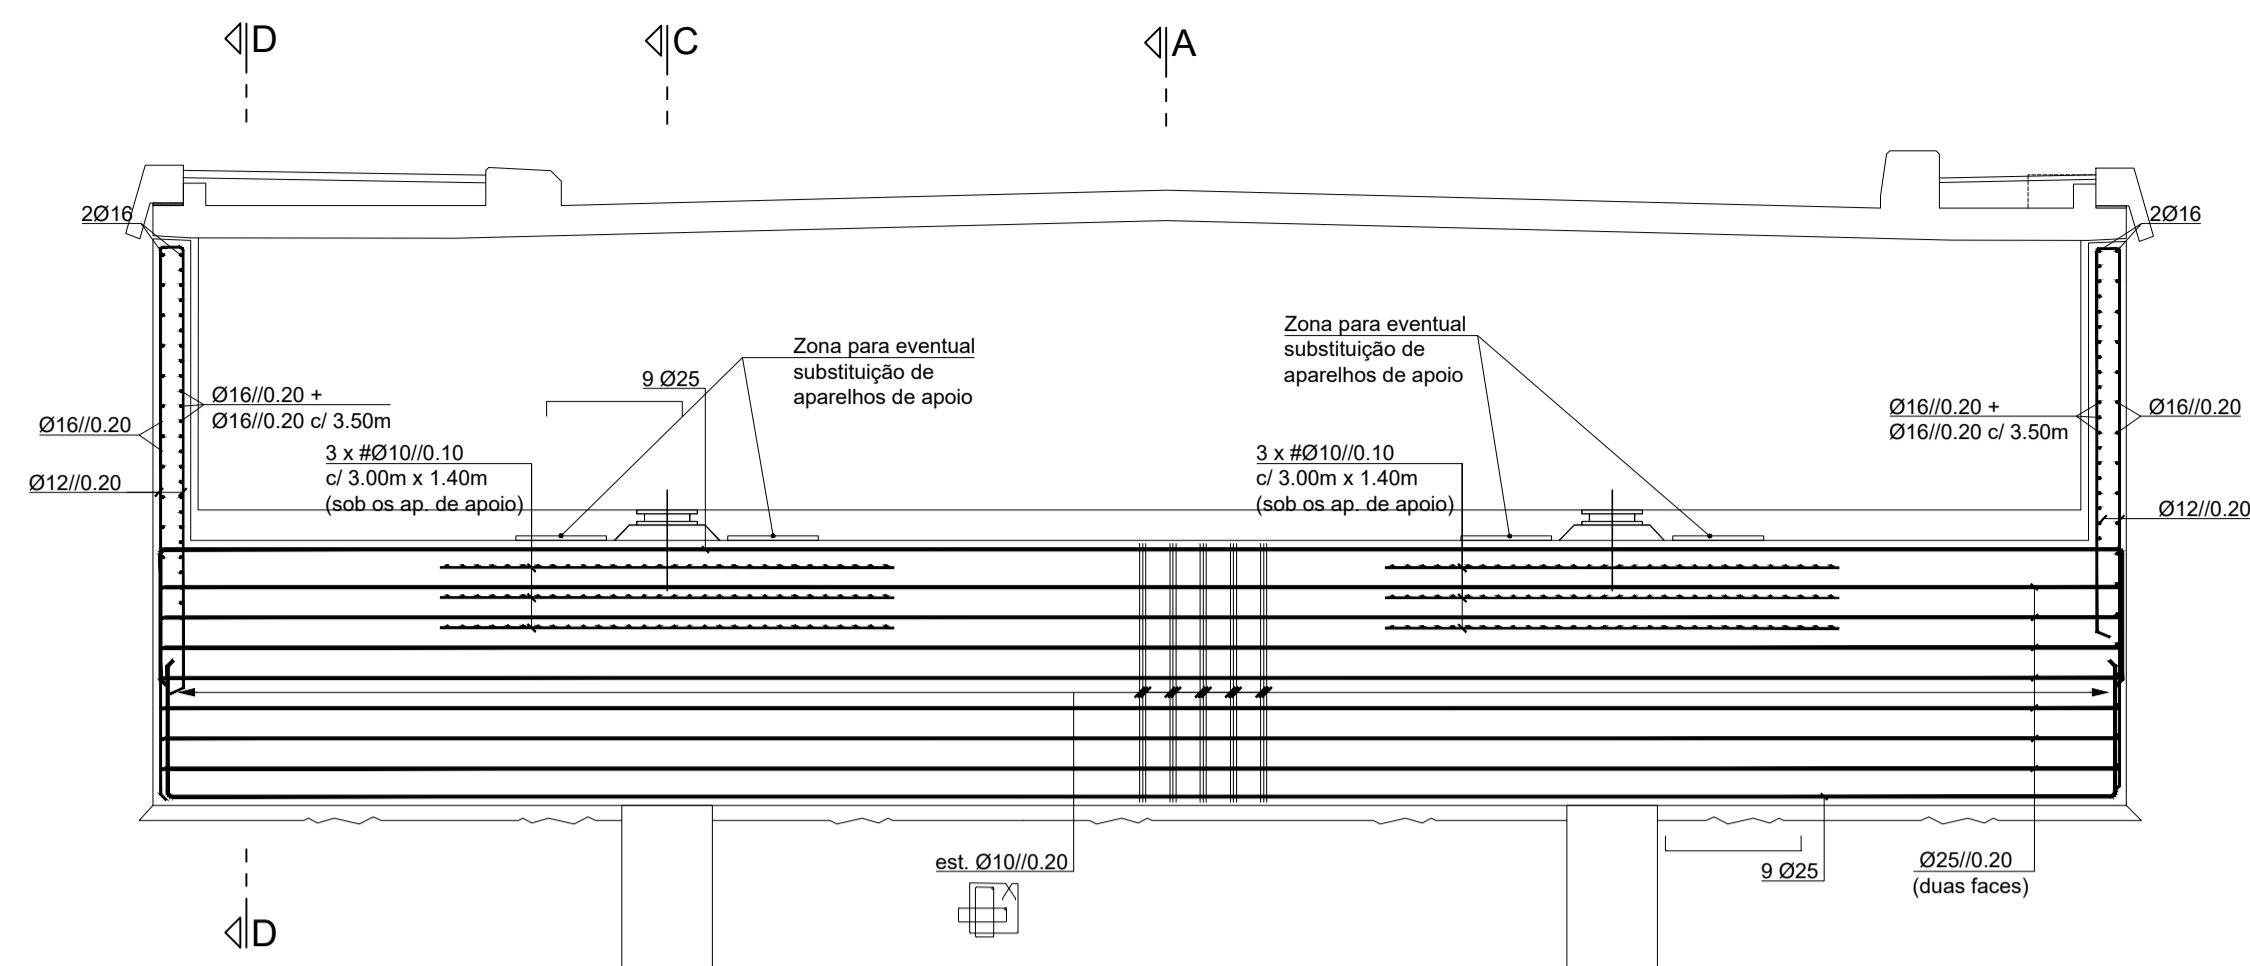 D
C
A
2Ø16
2Ø16
Zona para eventual
substituição de
aparelhos de apoio
Zona para eventual
substituição de
aparelhos de apoio
9 Ø25
Ø16//0.20 +
Ø16//0.20 c/ 3.50m
Ø16//0.20
Ø16//0.20 +
Ø16//0.20 c/ 3.50m
Ø16//0.20
3 x #Ø10//0.10
c/ 3.00m x 1.40m
(sob os ap. de apoio)
3 x #Ø10//0.10
c/ 3.00m x 1.40m
(sob os ap. de apoio)
Ø12//0.20
Ø12//0.20
est. Ø10//0.20
9 Ø25
Ø25//0.20
(duas faces)
D